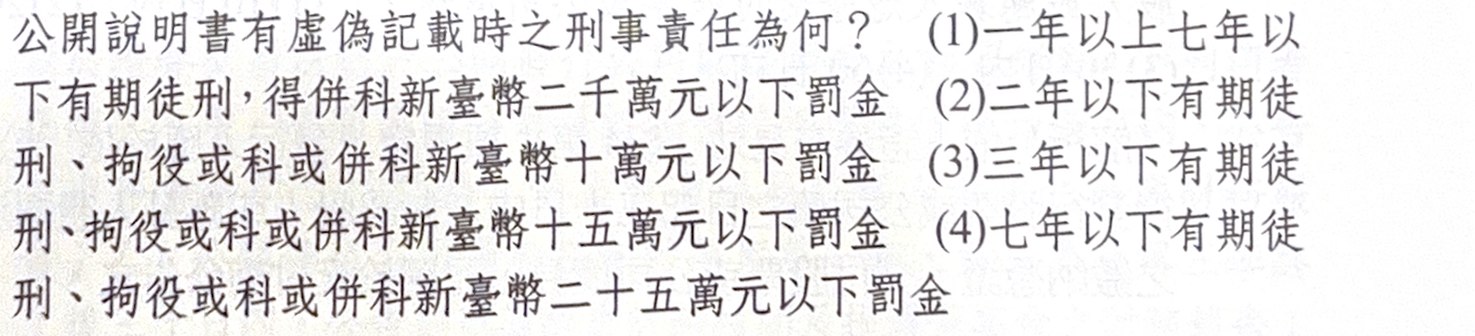 公開說明書有虛偽記載時之刑事責任為何？ (1)一年以上七年以
下有期徒刑，得併科新臺幣二千萬元以下罰金 (2)二年以下有期徒
刑、拘役或科或併科新臺幣十萬元以下罰金 (3)三年以下有期徒
刑、拘役或科或併科新臺幣十五萬元以下罰金 (4)七年以下有期徒
刑、拘役或科或併科新臺幣二十五萬元以下罰金